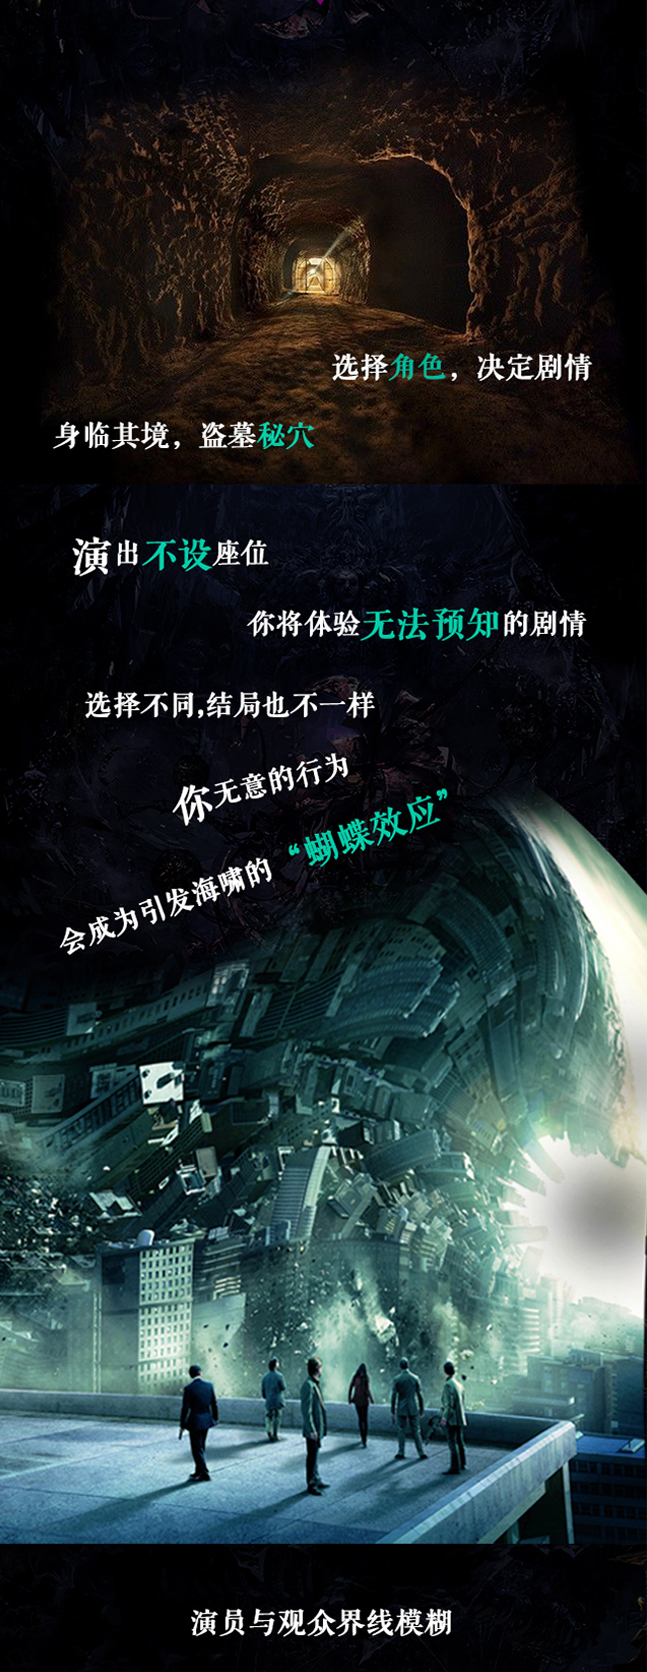 选择角色，决定剧情
身临其境，盗墓秘穴
演出不设座位
你将体验无法预知的剧情
选择不同,结局也不一样
你无意的行为
会成为引发海啸的“蝴蝶效应”
演员与观众界线模糊